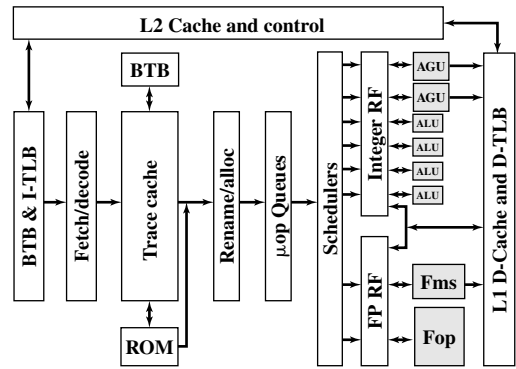 L2 Cache and control
BTB
BTB & I-TLB
Fetch/decode
Trace cache
ROM
Rename/alloc
μop Queues
Schedulers
Integer RF
FP RF
AGU
AGU
ALU
ALU
ALU
ALU
Fms
Fop
L1 D-Cache and D-TLB